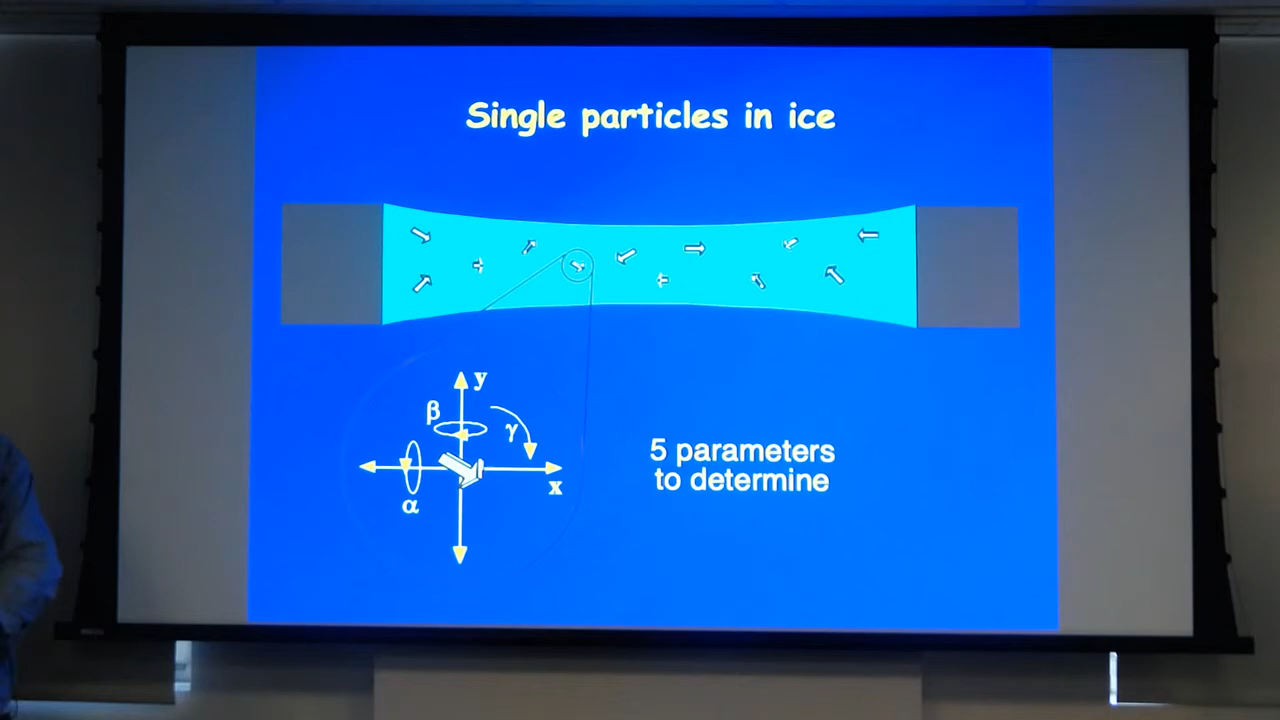 Single particles in ice
y
β
γ
x
α
5 parameters
to determine